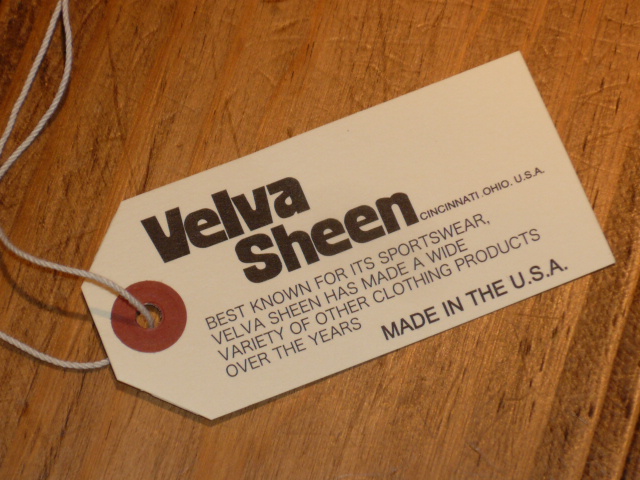 Velva
Sheen
CINCINNATI.OHIO. U.S.A.
BEST KNOWN FOR ITS SPORTSWEAR,
VELVA SHEEN HAS MADE A WIDE
VARIETY OF OTHER CLOTHING PRODUCTS
OVER THE YEARS
MADE IN THE U.S.A.